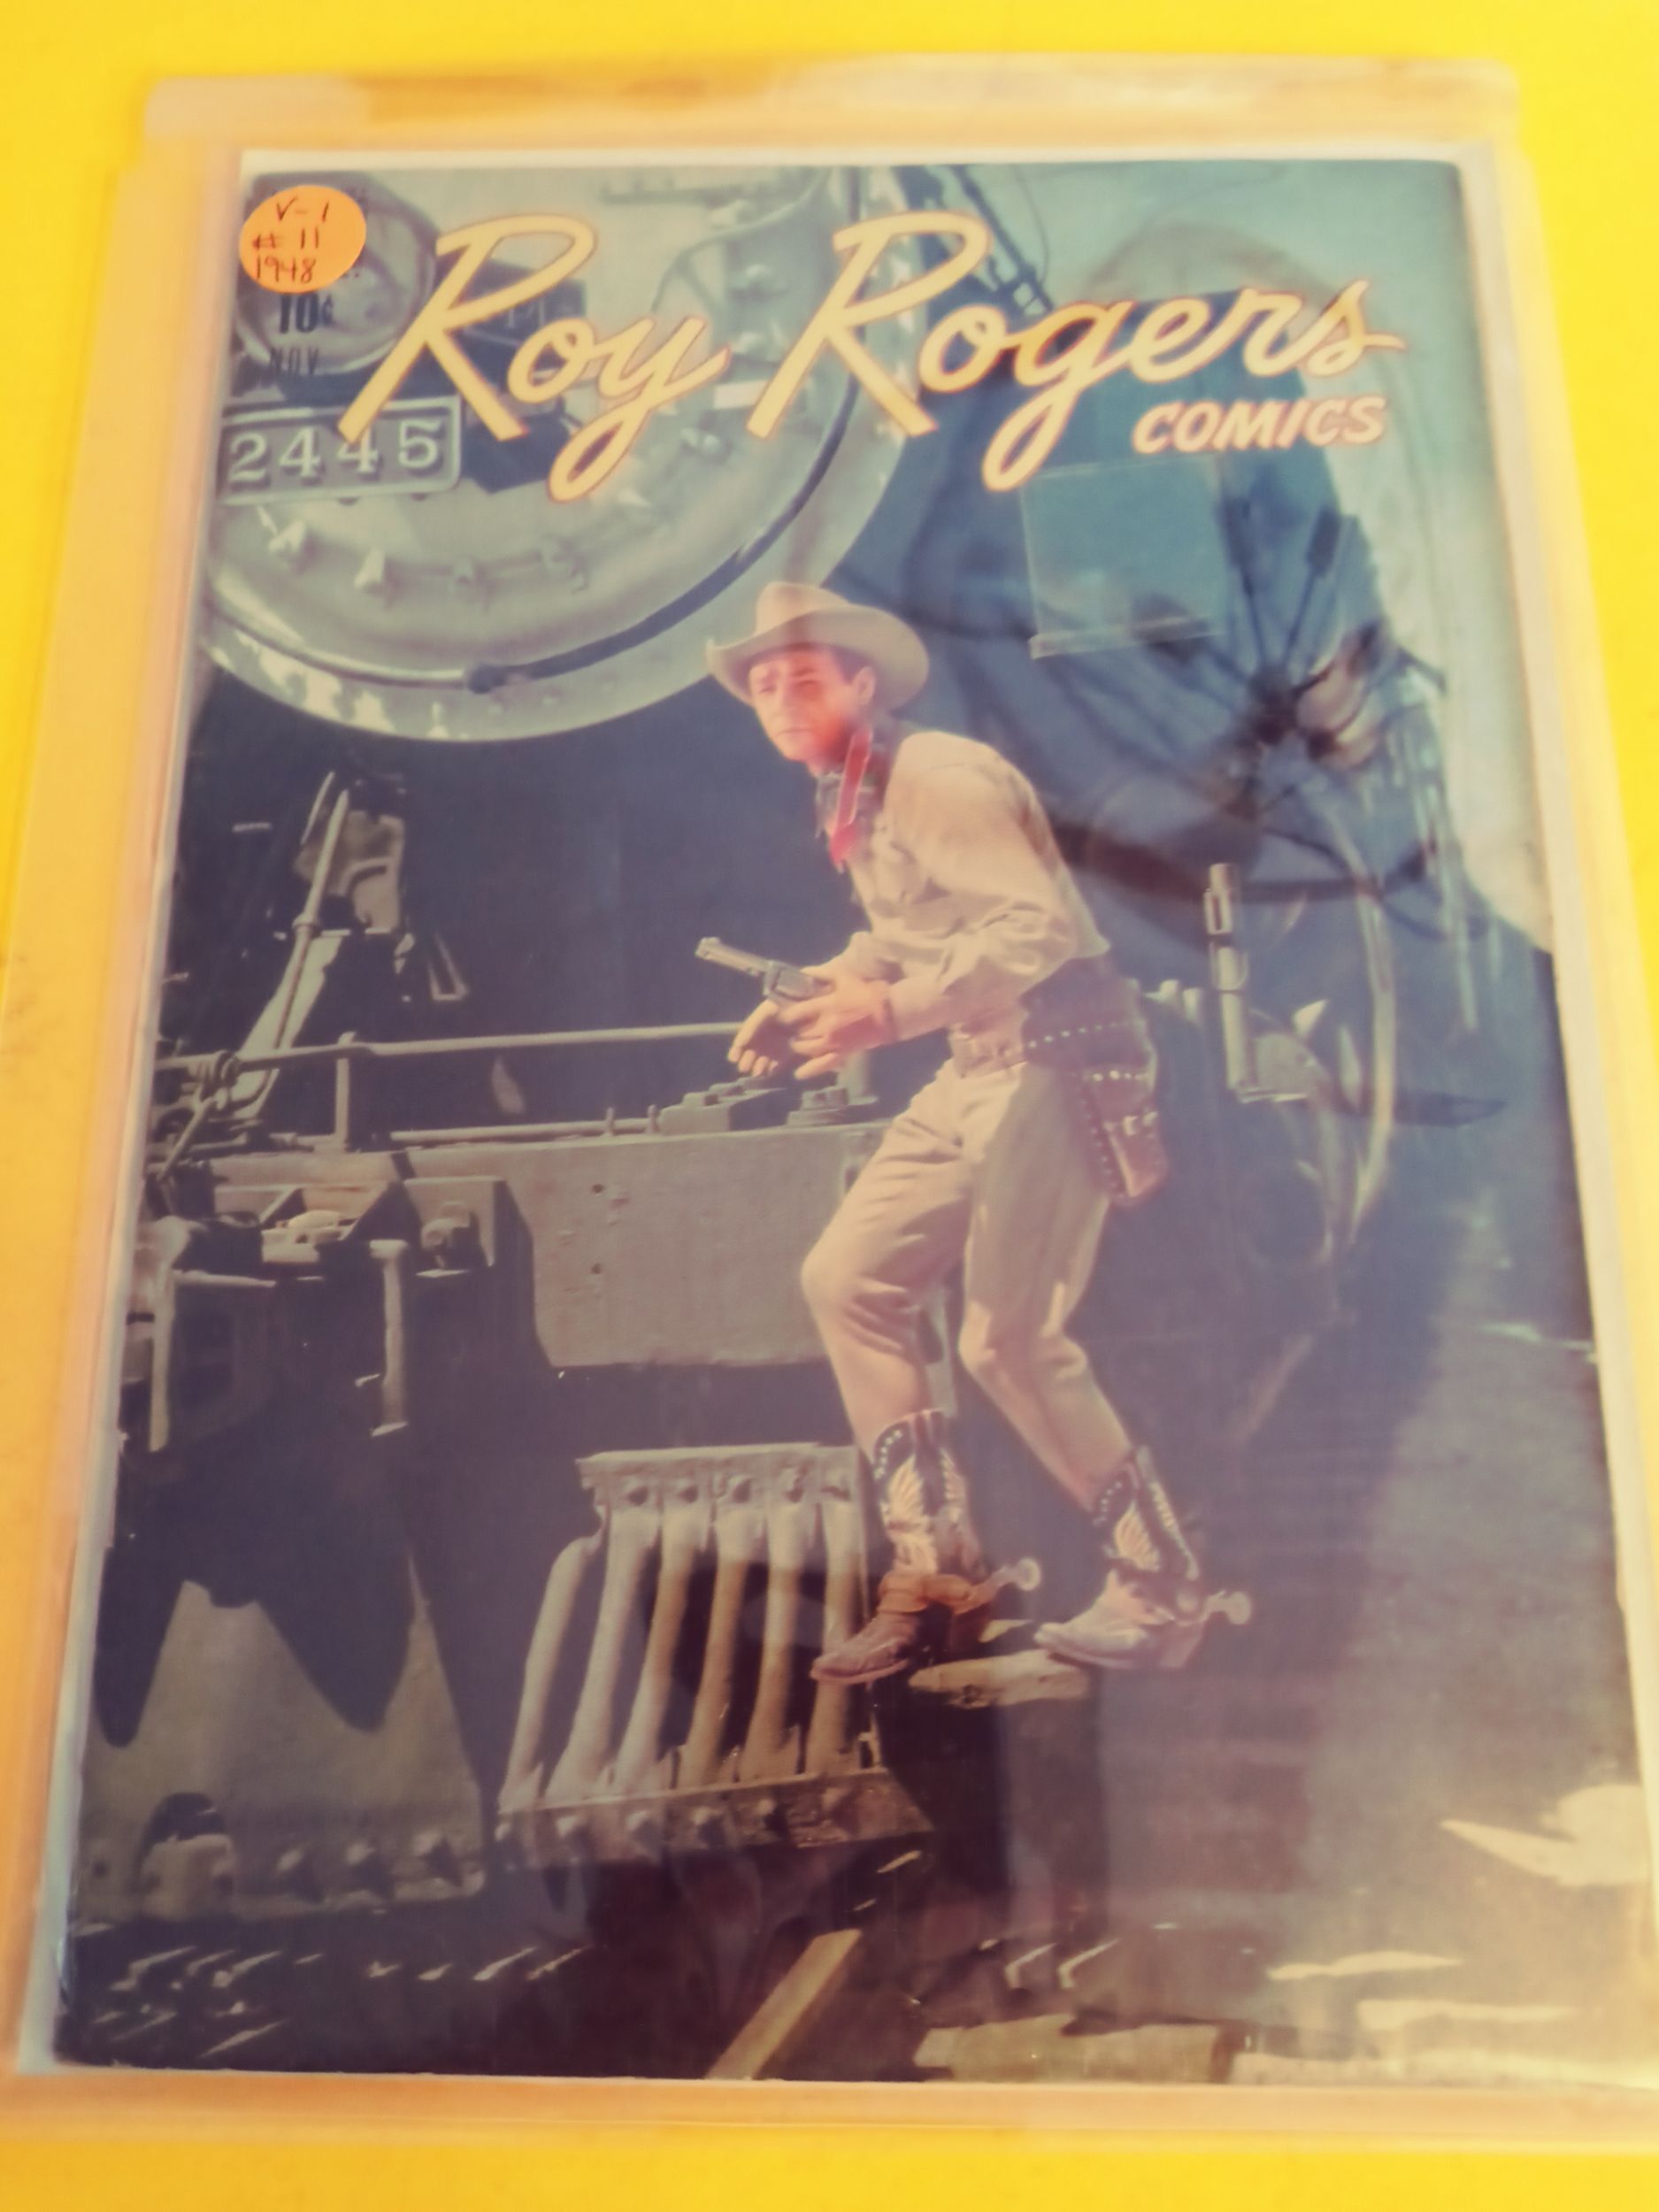 V-1
# 11
1948
10¢
NOV.
Roy Rogers
COMICS
2445